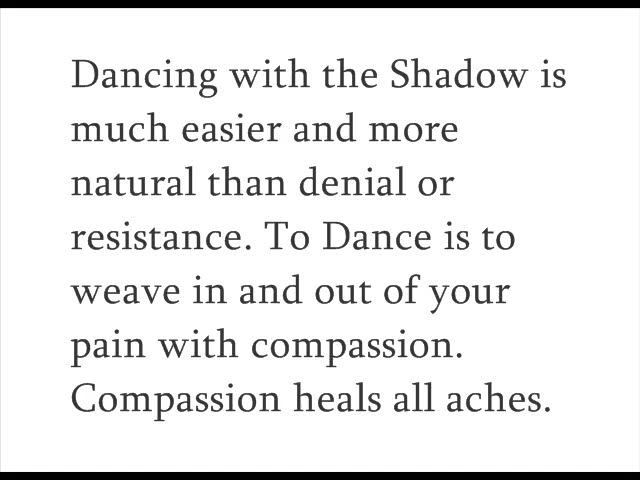 Dancing with the Shadow is
much easier and more
natural than denial or
resistance. To Dance is to
weave in and out of your
pain with compassion.
Compassion heals all aches.